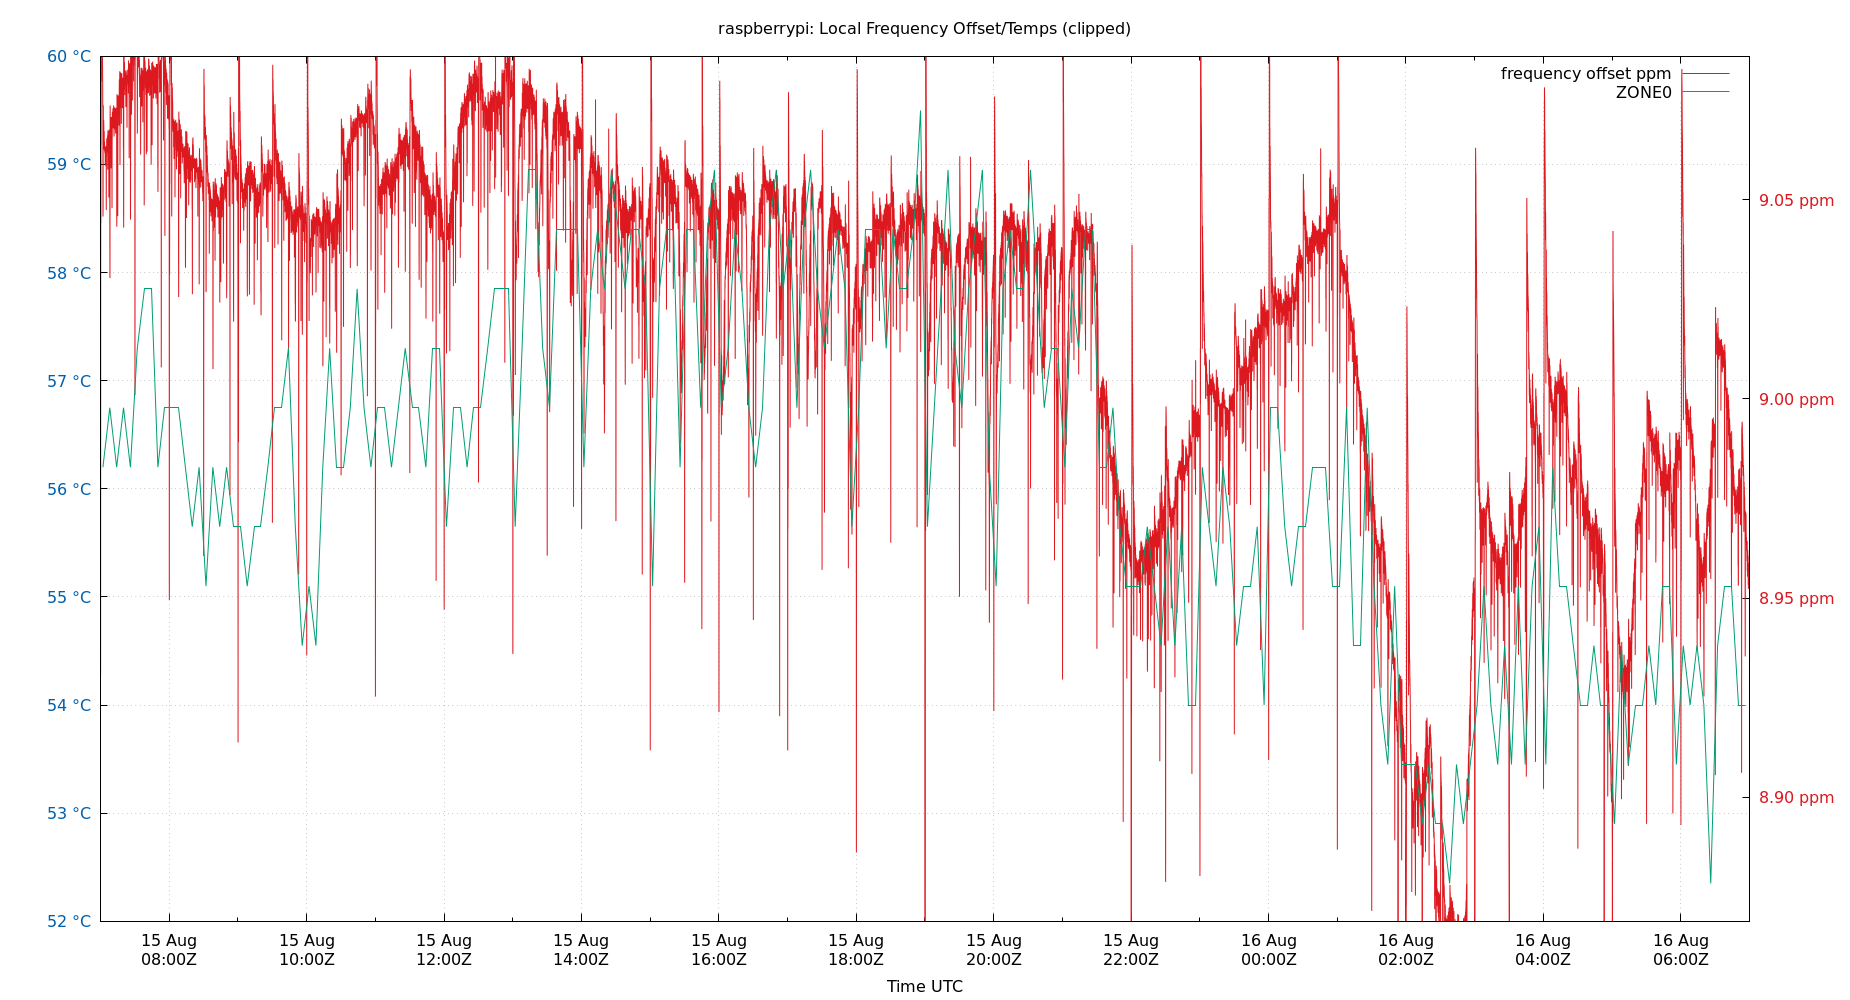 raspberrypi: Local Frequency Offset/Temps (clipped)
60 °C
59 °C
58 °C
57 °C
56 °C
55 °C
54 °C
53 °C
52 °C
frequency offset ppm
ZONE0
9.05 ppm
9.00 ppm
8.95 ppm
8.90 ppm
15 Aug 15 Aug 15 Aug 15 Aug 15 Aug 15 Aug 15 Aug 15 Aug 16 Aug 16 Aug 16 Aug 16 Aug
08:00Z 10:00Z 12:00Z 14:00Z 16:00Z 18:00Z 20:00Z 22:00Z 00:00Z 02:00Z 04:00Z 06:00Z
Time UTC